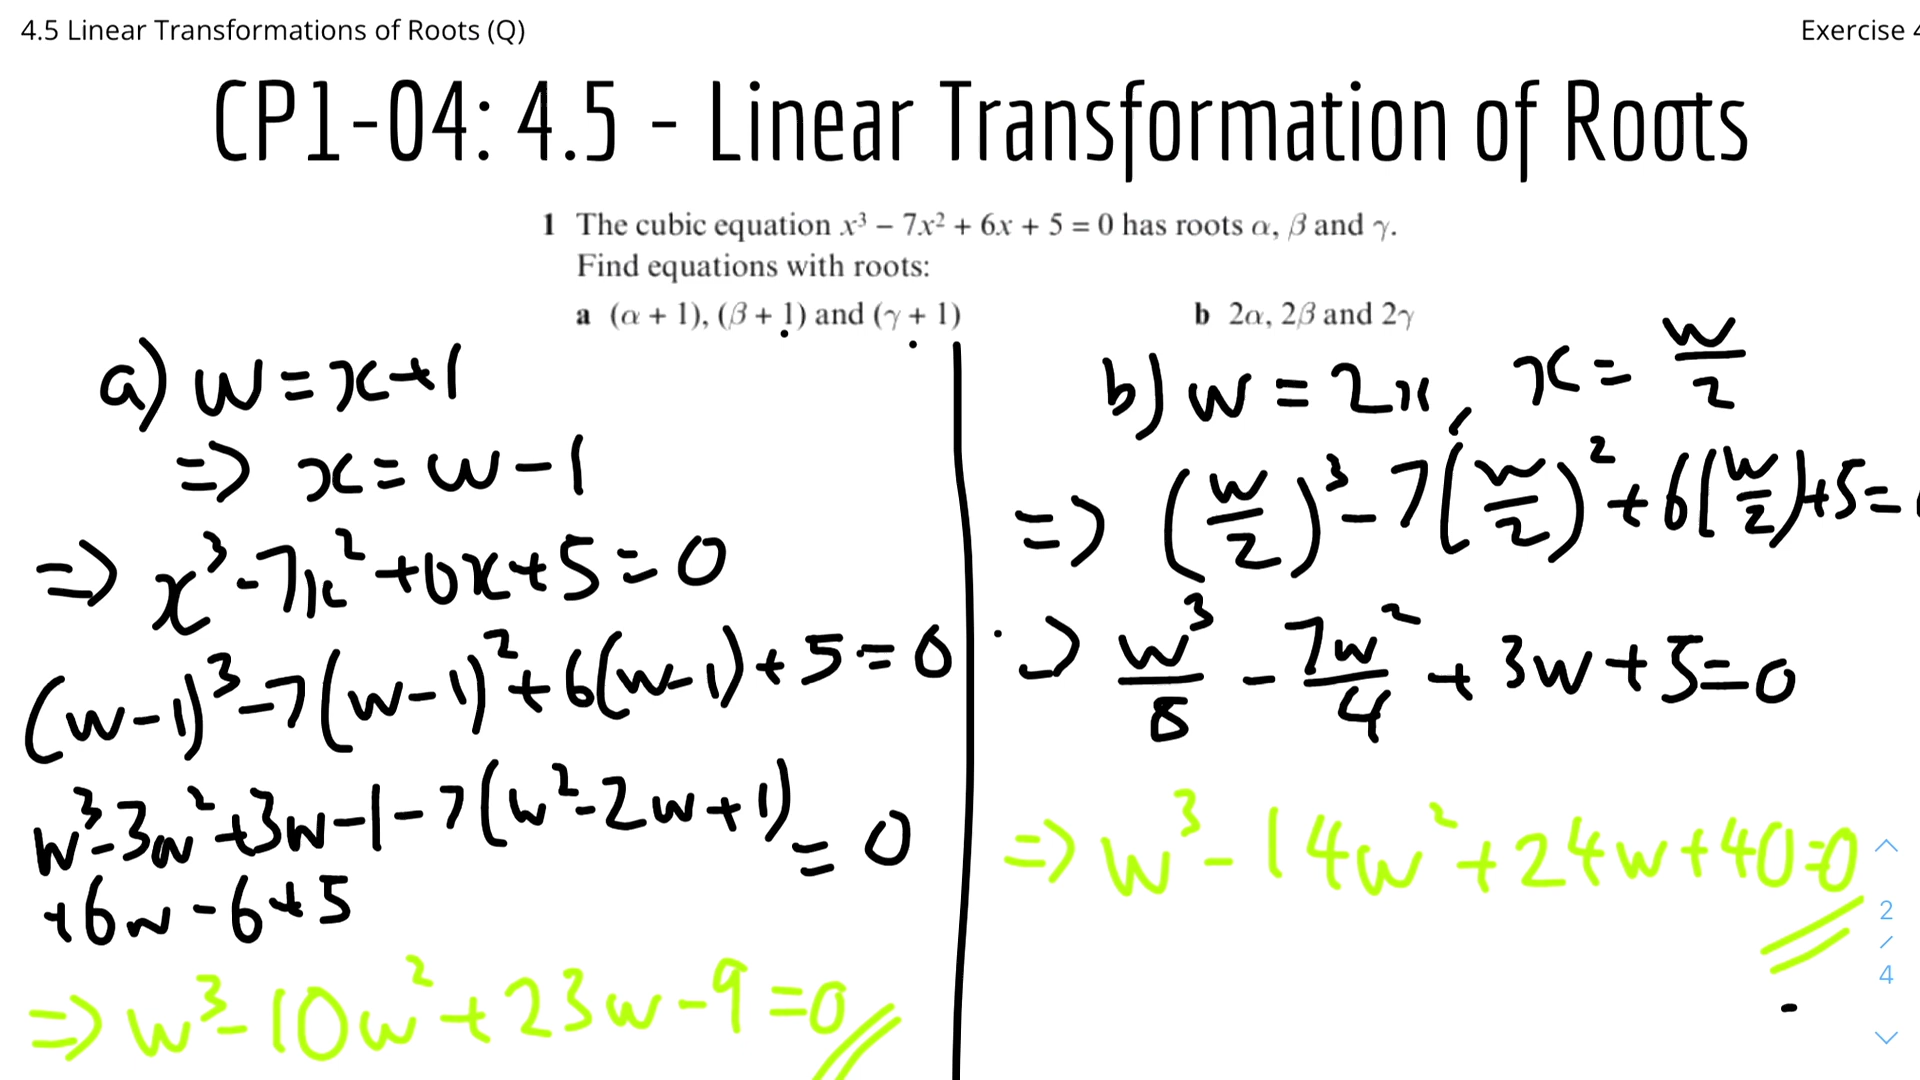 4.5 Linear Transformations of Roots (Q)
Exercise 4
CP1-04: 4.5 - Linear Transformation of Roots
1 The cubic equation x³ – 7x² + 6x + 5 = 0 has roots α, β and γ.
Find equations with roots:
a (α + 1), (β + 1) and (γ + 1)
b 2α, 2β and 2γ
a) w = x+1
=> x = w - 1
=> x³-7x²+6x+5=0
(w-1)³-7(w-1)²+6(w-1)+5=0
w³-3w²+3w-1-7(w²-2w+1)
+6w-6+5
= 0
=> w³-10w²+23w-9=0
b) w = 2x, x = w/2
=> (w/2)³-7(w/2)²+6(w/2)+5=0
=> w³/8 - 7w²/4 + 3w+5=0
=> w³-14w²+24w+40=0
2
/
4